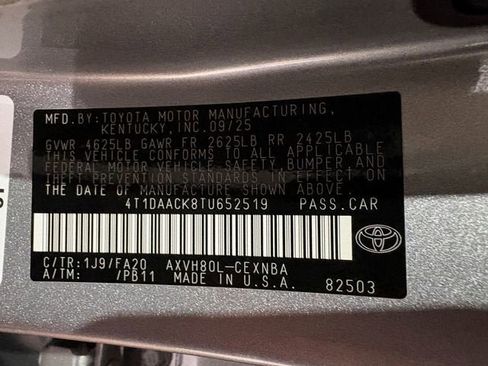 MFD.BY:TOYOTA MOTOR MANUFACTURING,
KENTUCKY,INC.09/25
GVWR 4625LB GAWR FR 2625LB RR 2425LB
THIS VEHICLE CONFORMS TO ALL APPLICABLE
FEDERAL MOTOR VEHICLE SAFETY, BUMPER, AND
THEFT PREVENTION STANDARDS IN EFFECT ON
THE DATE OF MANUFACTURE SHOWN ABOVE.
4T1DAACK8TU652519 PASS.CAR
C/TR:1J9/FA20 AXVH80L-CEXNBA
A/TM: /PB11 MADE IN U.S.A.
82503